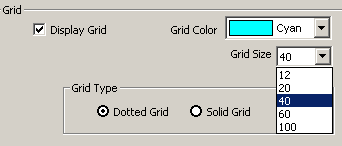 Grid
Display Grid Grid Color Cyan
Grid Size 40
12
20
40
60
100
Grid Type
Dotted Grid Solid Grid